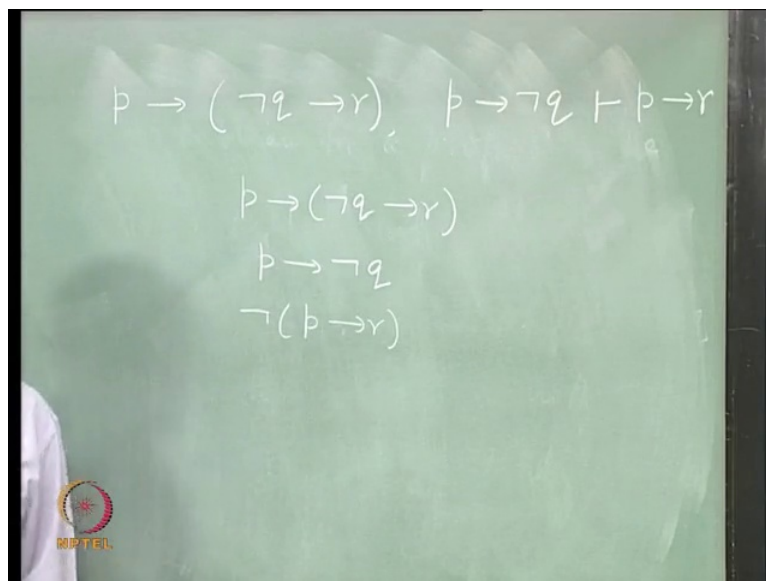 p → (¬q → r), p → ¬q ⊢ p → r
p → (¬q → r)
p → ¬q
¬(p → r)
NPTEL